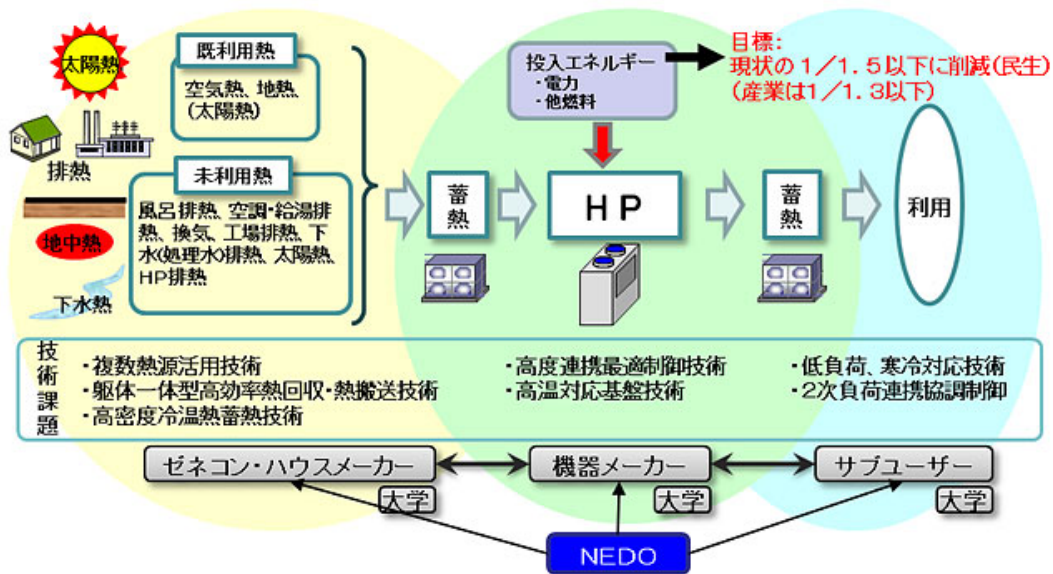 太陽熱
既利用熱
空気熱、地熱、
(太陽熱)
投入エネルギー
・電力
・他燃料
目標:
現状の1/1.5以下に削減(民生)
(産業は1/1.3以下)
排熱
未利用熱
風呂排熱、空調・給湯排
熱、換気、工場排熱、下
水(処理水)排熱、太陽熱、
HP排熱
地中熱
下水熱
蓄熱
HP
蓄熱
利用
技術課題
・複数熱源活用技術
・躯体一体型高効率熱回収・熱搬送技術
・高密度冷温熱蓄熱技術
・高度連携最適制御技術
・高温対応基盤技術
・低負荷、寒冷対応技術
・2次負荷連携協調制御
ゼネコン・ハウスメーカー
機器メーカー
サブユーザー
大学
大学
大学
NEDO